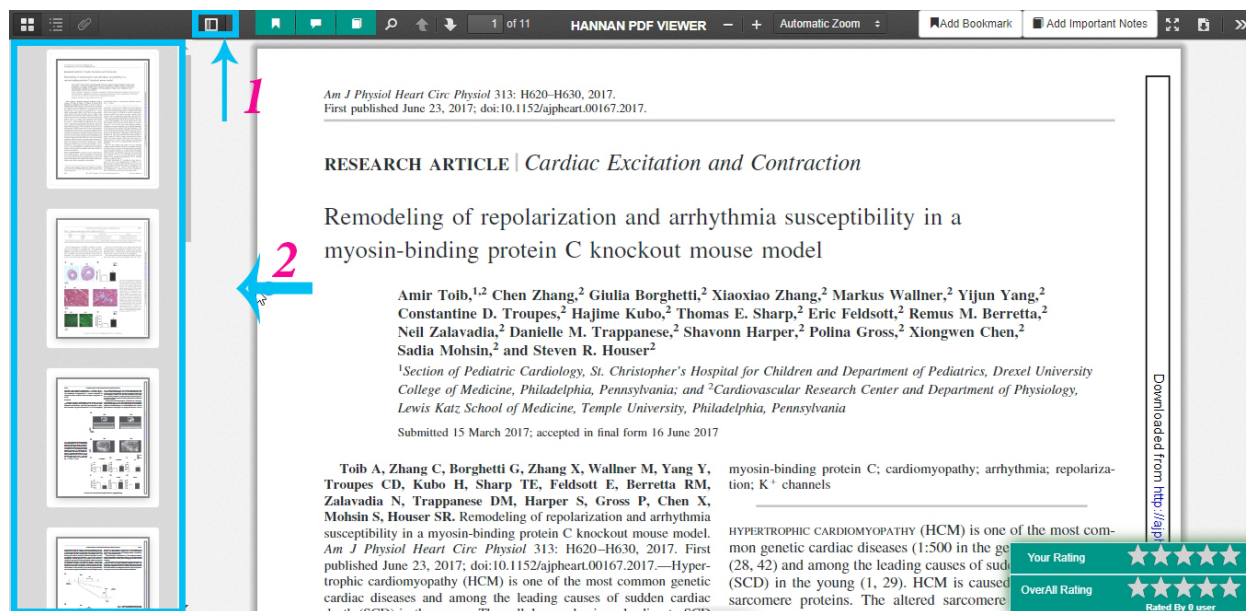 1 of 11
HANNAN PDF VIEWER
Automatic Zoom
Add Bookmark
Add Important Notes
1
2
Am J Physiol Heart Circ Physiol 313: H620–H630, 2017.
First published June 23, 2017; doi:10.1152/ajpheart.00167.2017.
RESEARCH ARTICLE | Cardiac Excitation and Contraction
Remodeling of repolarization and arrhythmia susceptibility in a
myosin-binding protein C knockout mouse model
Amir Toib,1,2 Chen Zhang,2 Giulia Borghetti,2 Xiaoxiao Zhang,2 Markus Wallner,2 Yijun Yang,2
Constantine D. Troupes,2 Hajime Kubo,2 Thomas E. Sharp,2 Eric Feldsott,2 Remus M. Berretta,2
Neil Zalavadia,2 Danielle M. Trappanese,2 Shavonn Harper,2 Polina Gross,2 Xiongwen Chen,2
Sadia Mohsin,2 and Steven R. Houser2
1Section of Pediatric Cardiology, St. Christopher's Hospital for Children and Department of Pediatrics, Drexel University
College of Medicine, Philadelphia, Pennsylvania; and 2Cardiovascular Research Center and Department of Physiology,
Lewis Katz School of Medicine, Temple University, Philadelphia, Pennsylvania
Submitted 15 March 2017; accepted in final form 16 June 2017
Toib A, Zhang C, Borghetti G, Zhang X, Wallner M, Yang Y,
Troupes CD, Kubo H, Sharp TE, Feldsott E, Berretta RM,
Zalavadia N, Trappanese DM, Harper S, Gross P, Chen X,
Mohsin S, Houser SR. Remodeling of repolarization and arrhythmia
susceptibility in a myosin-binding protein C knockout mouse model.
Am J Physiol Heart Circ Physiol 313: H620–H630, 2017. First
published June 23, 2017; doi:10.1152/ajpheart.00167.2017.—Hyper-
trophic cardiomyopathy (HCM) is one of the most common genetic
cardiac diseases and among the leading causes of sudden cardiac
myosin-binding protein C; cardiomyopathy; arrhythmia; repolariza-
tion; K+ channels
HYPERTROPHIC CARDIOMYOPATHY (HCM) is one of the most com-
mon genetic cardiac diseases (1:500 in the
(28, 42) and among the leading causes of
(SCD) in the young (1, 29). HCM is caused
sarcomere proteins. The altered sarcomere
Downloaded from http://ajph
Your Rating
OverAll Rating
Rated By 0 user